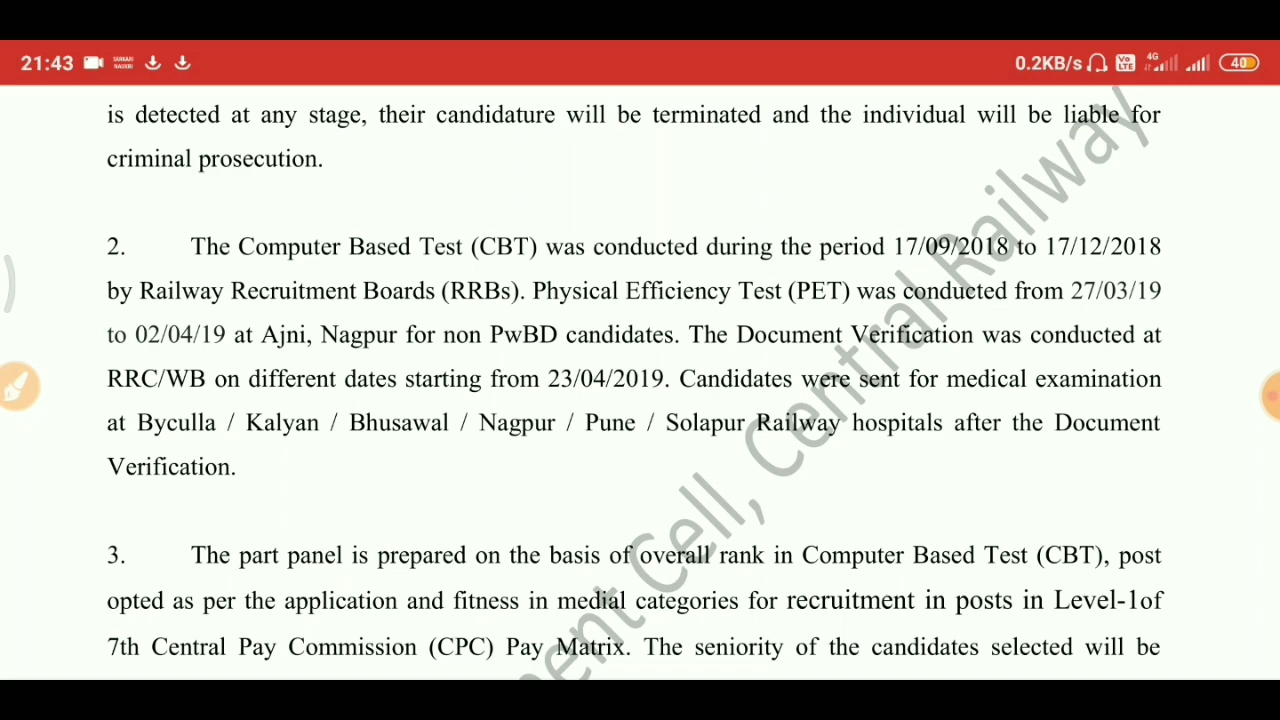 21:43 SARKARI NAUKRI 0.2KB/s Vo LTE 4G 40
is detected at any stage, their candidature will be terminated and the individual will be liable for
criminal prosecution.
2. The Computer Based Test (CBT) was conducted during the period 17/09/2018 to 17/12/2018
by Railway Recruitment Boards (RRBs). Physical Efficiency Test (PET) was conducted from 27/03/19
to 02/04/19 at Ajni, Nagpur for non PwBD candidates. The Document Verification was conducted at
RRC/WB on different dates starting from 23/04/2019. Candidates were sent for medical examination
at Byculla / Kalyan / Bhusawal / Nagpur / Pune / Solapur Railway hospitals after the Document
Verification.
3. The part panel is prepared on the basis of overall rank in Computer Based Test (CBT), post
opted as per the application and fitness in medial categories for recruitment in posts in Level-1of
7th Central Pay Commission (CPC) Pay Matrix. The seniority of the candidates selected will be
ent Cell, Central Railway